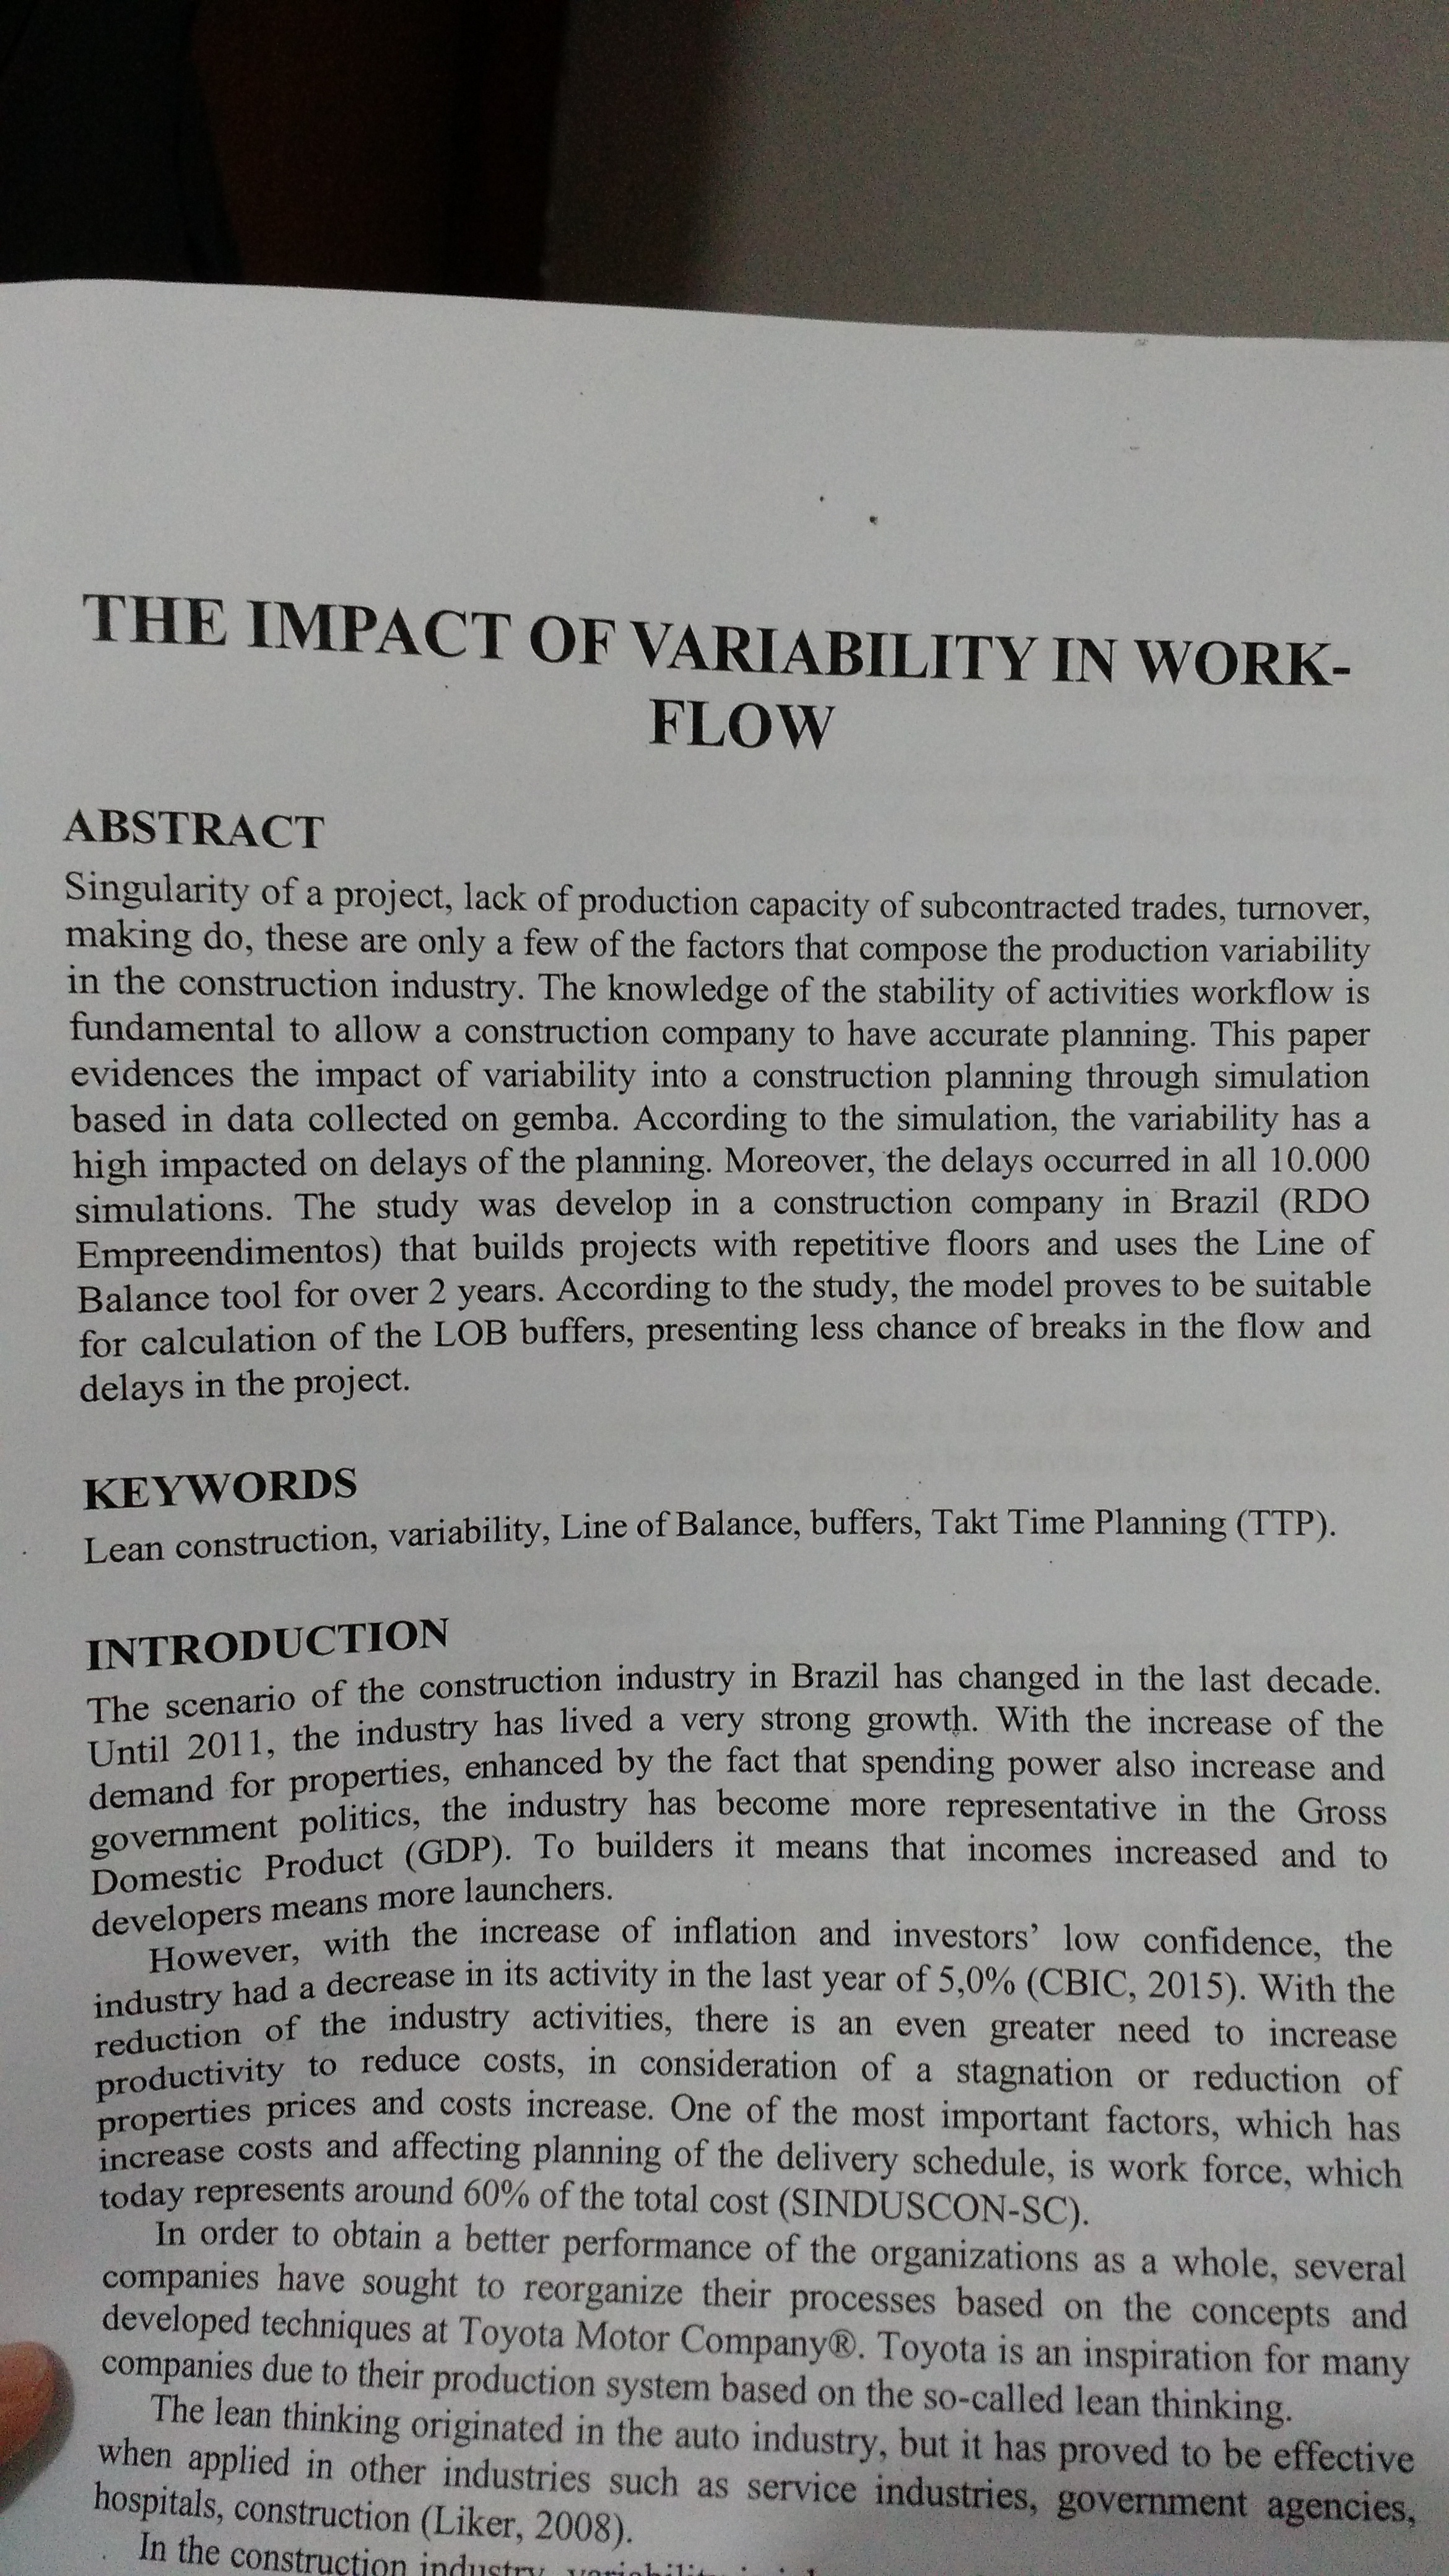 THE IMPACT OF VARIABILITY IN WORK-
FLOW
ABSTRACT
Singularity of a project, lack of production capacity of subcontracted trades, turnover,
making do, these are only a few of the factors that compose the production variability
in the construction industry. The knowledge of the stability of activities workflow is
fundamental to allow a construction company to have accurate planning. This paper
evidences the impact of variability into a construction planning through simulation
based in data collected on gemba. According to the simulation, the variability has a
high impacted on delays of the planning. Moreover, the delays occurred in all 10.000
simulations. The study was develop in a construction company in Brazil (RDO
Empreendimentos) that builds projects with repetitive floors and uses the Line of
Balance tool for over 2 years. According to the study, the model proves to be suitable
for calculation of the LOB buffers, presenting less chance of breaks in the flow and
delays in the project.
KEYWORDS
Lean construction, variability, Line of Balance, buffers, Takt Time Planning (TTP).
INTRODUCTION
The scenario of the construction industry in Brazil has changed in the last decade.
Until 2011, the industry has lived a very strong growth. With the increase of the
demand for properties, enhanced by the fact that spending power also increase and
government politics, the industry has become more representative in the Gross
Domestic Product (GDP). To builders it means that incomes increased and to
developers means more launchers.
However, with the increase of inflation and investors’ low confidence, the
industry had a decrease in its activity in the last year of 5,0% (CBIC, 2015). With the
reduction of the industry activities, there is an even greater need to increase
productivity to reduce costs, in consideration of a stagnation or reduction of
properties prices and costs increase. One of the most important factors, which has
increase costs and affecting planning of the delivery schedule, is work force, which
today represents around 60% of the total cost (SINDUSCON-SC).
In order to obtain a better performance of the organizations as a whole, several
companies have sought to reorganize their processes based on the concepts and
developed techniques at Toyota Motor Company®. Toyota is an inspiration for many
companies due to their production system based on the so-called lean thinking.
The lean thinking originated in the auto industry, but it has proved to be effective
when applied in other industries such as service industries, government agencies,
hospitals, construction (Liker, 2008).
In the construction industry,